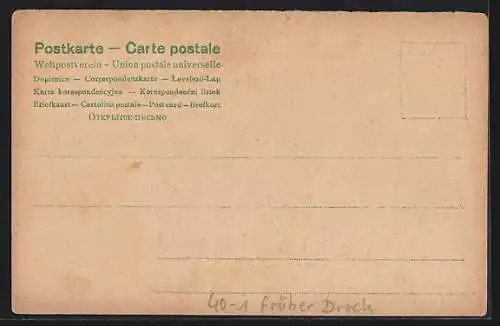 Postkarte — Carte postale
Weltpostverein - Union postale universelle
Dopisnice — Correspondenzkarte — Levelező-Lap
Karta korespondencyjna — Korespondenční lístek
Briefkaart — Cartolina postale — Post card — Brefkort
Открытое письмо
40-1 früher Druck